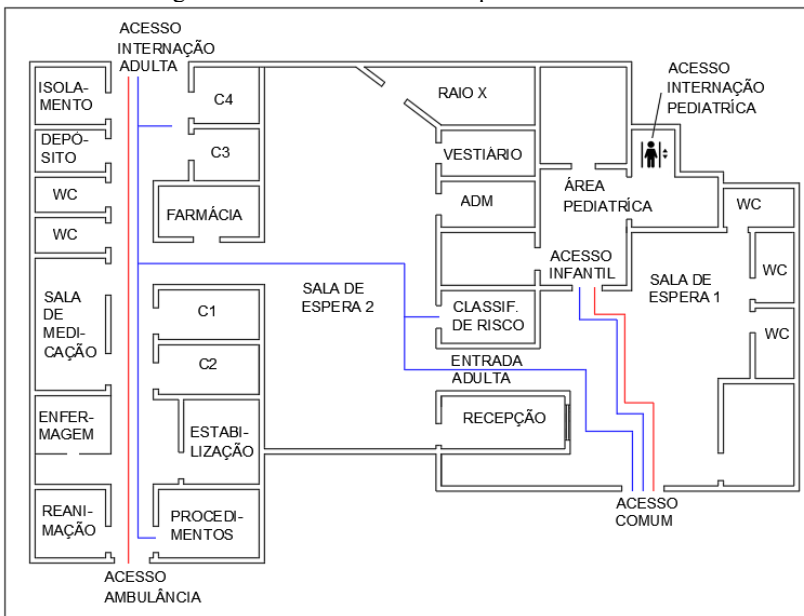 ACESSO
INTERNAÇÃO
ADULTA
ISOLA-
MENTO
C4
RAIO X
ACESSO
INTERNAÇÃO
PEDIATRÍCA
DEPÓ-
SITO
C3
VESTIÁRIO
WC
FARMÁCIA
ADM
ÁREA
PEDIATRÍCA
WC
WC
SALA
DE
MEDI-
CAÇÃO
SALA DE
ESPERA 2
ACESSO
INFANTIL
SALA DE
ESPERA 1
WC
C1
CLASSIF.
DE RISCO
WC
C2
ENTRADA
ADULTA
ENFER-
MAGEM
ESTABI-
LIZAÇÃO
RECEPÇÃO
REANI-
MAÇÃO
PROCEDI-
MENTOS
ACESSO
COMUM
ACESSO
AMBULÂNCIA